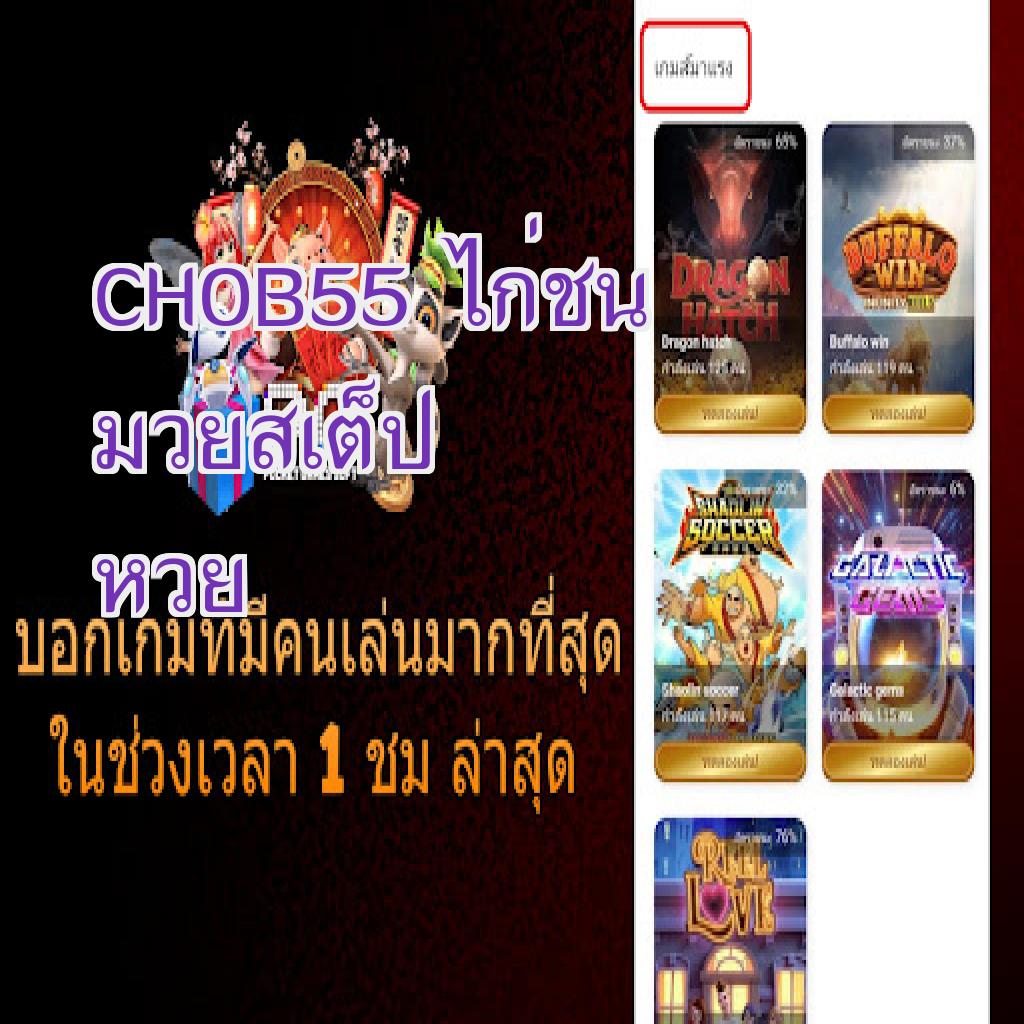 CHOB55 ไก่ชน
มวยสเต็ป
หวย
บอกเกมที่มีคนเล่นมากที่สุด
ในช่วงเวลา 1 ชม ล่าสุด
เกมส์มาแรง
อัตราชนะ 68%
DRAGON
HATCH
Dragon hatch
กำลังเล่น 125 คน
ทดลองเล่น
อัตราชนะ 37%
BUFFALO
WIN
Buffalo win
กำลังเล่น 119 คน
ทดลองเล่น
SHAOLIN
SOCCER
Shaolin soccer
กำลังเล่น 117 คน
ทดลองเล่น
อัตราชนะ 6%
GALACTIC
GEMS
Galactic gems
กำลังเล่น 115 คน
ทดลองเล่น
อัตราชนะ 76%
REEL
LOVE